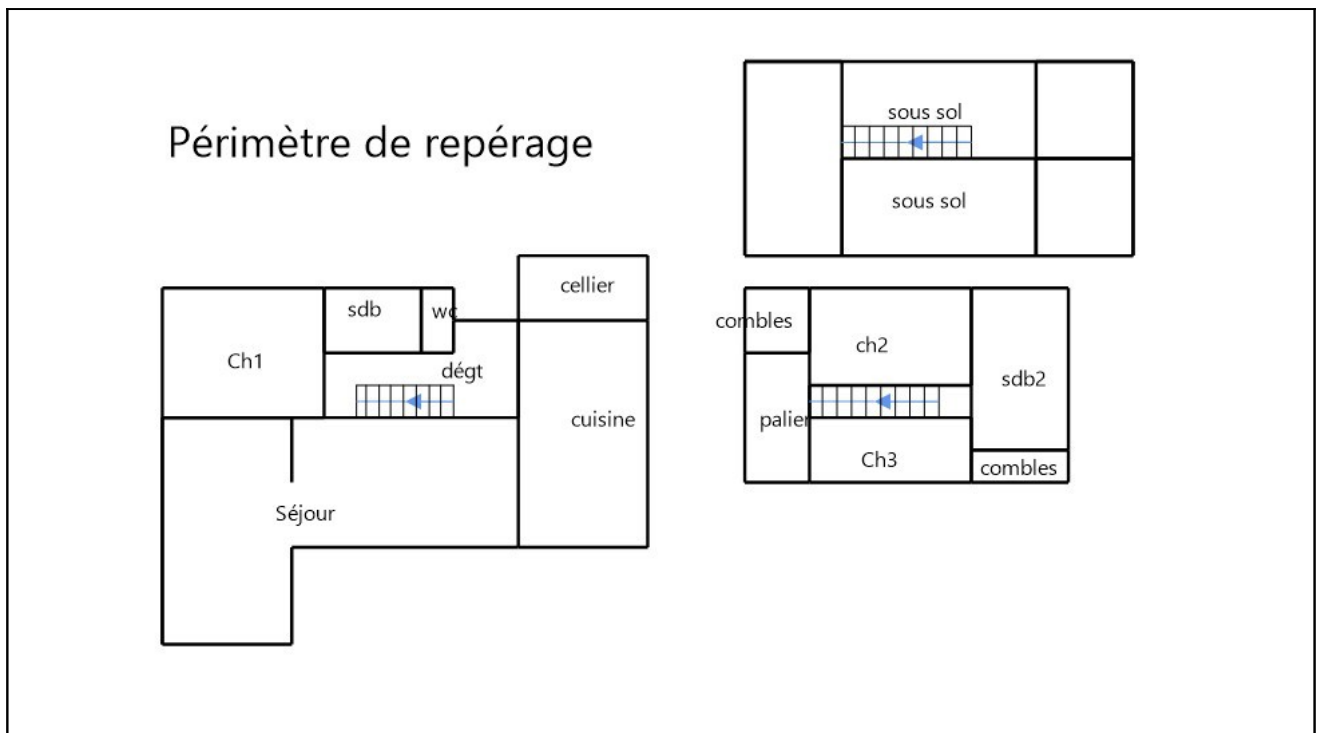 Périmètre de repérage
sous sol
sous sol
cellier
sdb
wc
Ch1
dégt
cuisine
Séjour
combles
ch2
sdb2
palier
Ch3
combles